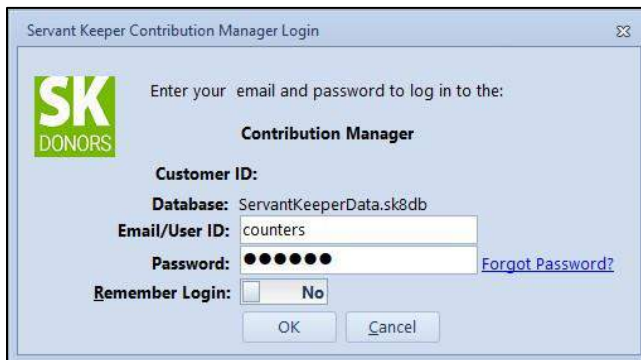 Servant Keeper Contribution Manager Login
SK
DONORS
Enter your email and password to log in to the:
Contribution Manager
Customer ID:
Database: ServantKeeperData.sk8db
Email/User ID: counters
Password: ●●●●●● Forgot Password?
Remember Login: No
OK Cancel